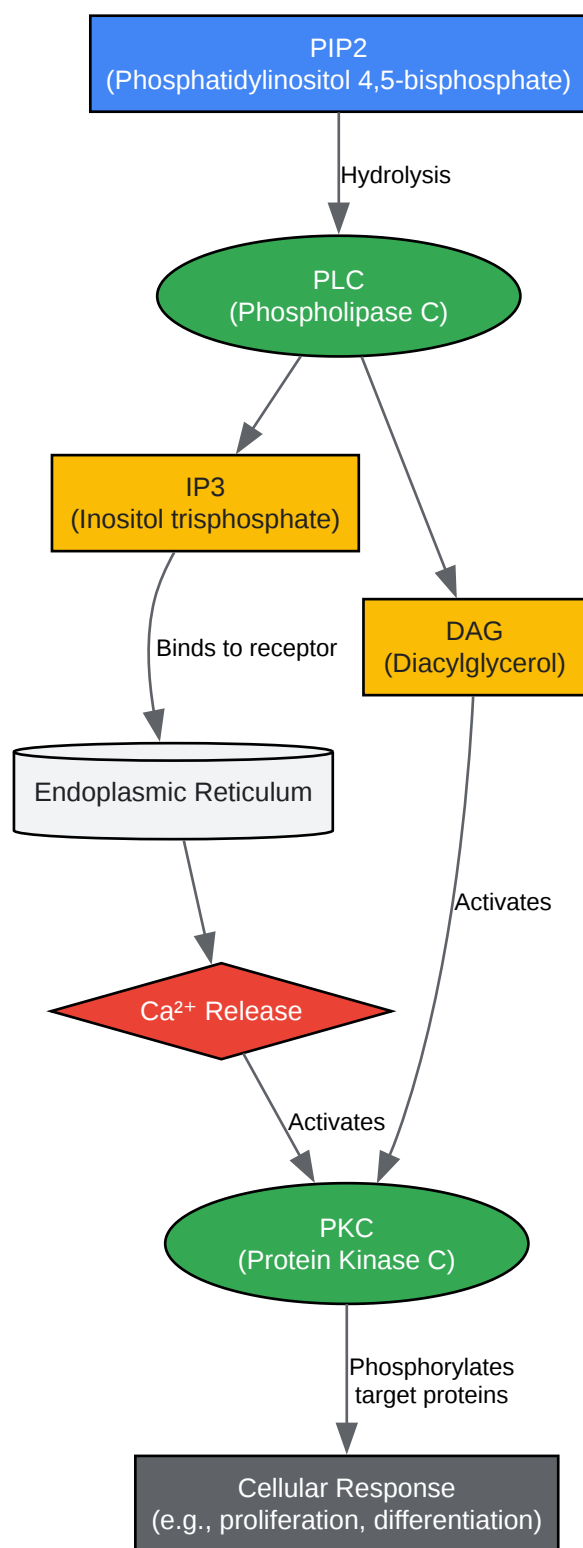 PIP2
(Phosphatidylinositol 4,5-bisphosphate)
Hydrolysis
PLC
(Phospholipase C)
IP3
(Inositol trisphosphate)
DAG
(Diacylglycerol)
Binds to receptor
Endoplasmic Reticulum
Activates
Ca²⁺ Release
Activates
PKC
(Protein Kinase C)
Phosphorylates
target proteins
Cellular Response
(e.g., proliferation, differentiation)